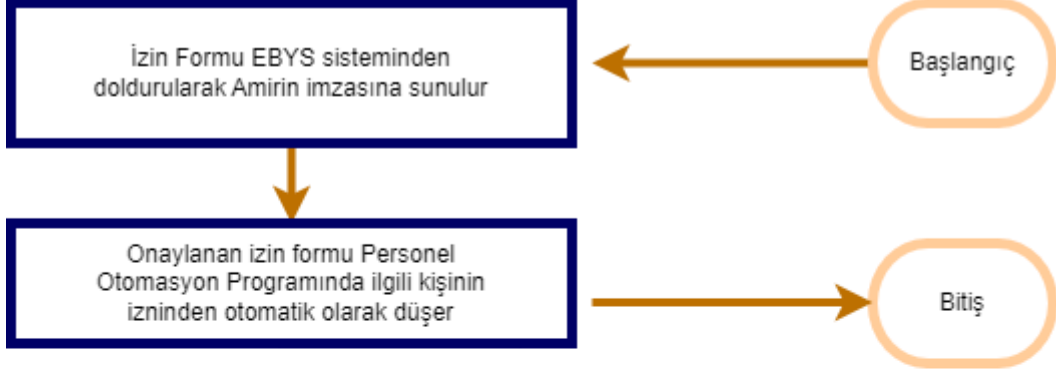 Başlangıç
İzin Formu EBYS sisteminden
doldurularak Amirin imzasına sunulur
Onaylanan izin formu Personel
Otomasyon Programında ilgili kişinin
izninden otomatik olarak düşer
Bitiş